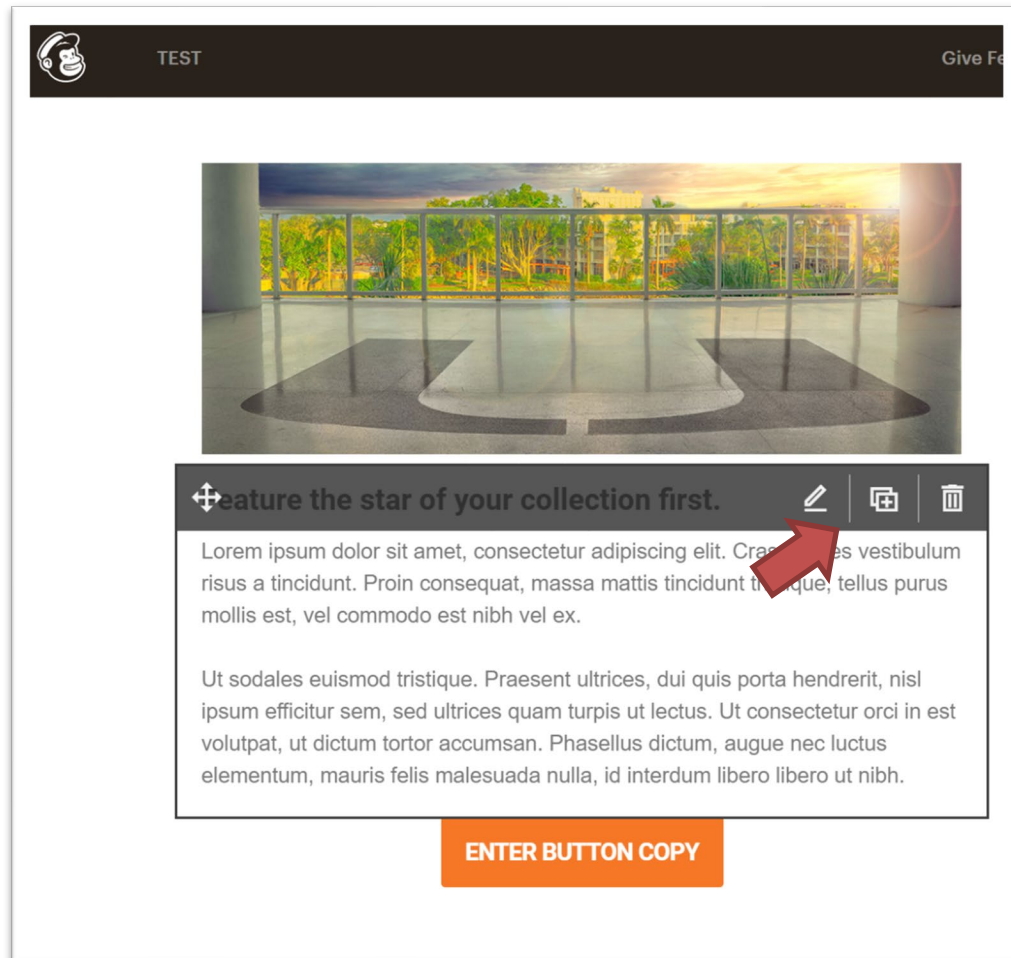 TEST
Give Fe
eature the star of your collection first.
Lorem ipsum dolor sit amet, consectetur adipiscing elit. Cras es vestibulum
risus a tincidunt. Proin consequat, massa mattis tincidunt tellus purus
mollis est, vel commodo est nibh vel ex.
Ut sodales euismod tristique. Praesent ultrices, dui quis porta hendrerit, nisl
ipsum efficitur sem, sed ultrices quam turpis ut lectus. Ut consectetur orci in est
volutpat, ut dictum tortor accumsan. Phasellus dictum, augue nec luctus
elementum, mauris felis malesuada nulla, id interdum libero libero ut nibh.
ENTER BUTTON COPY